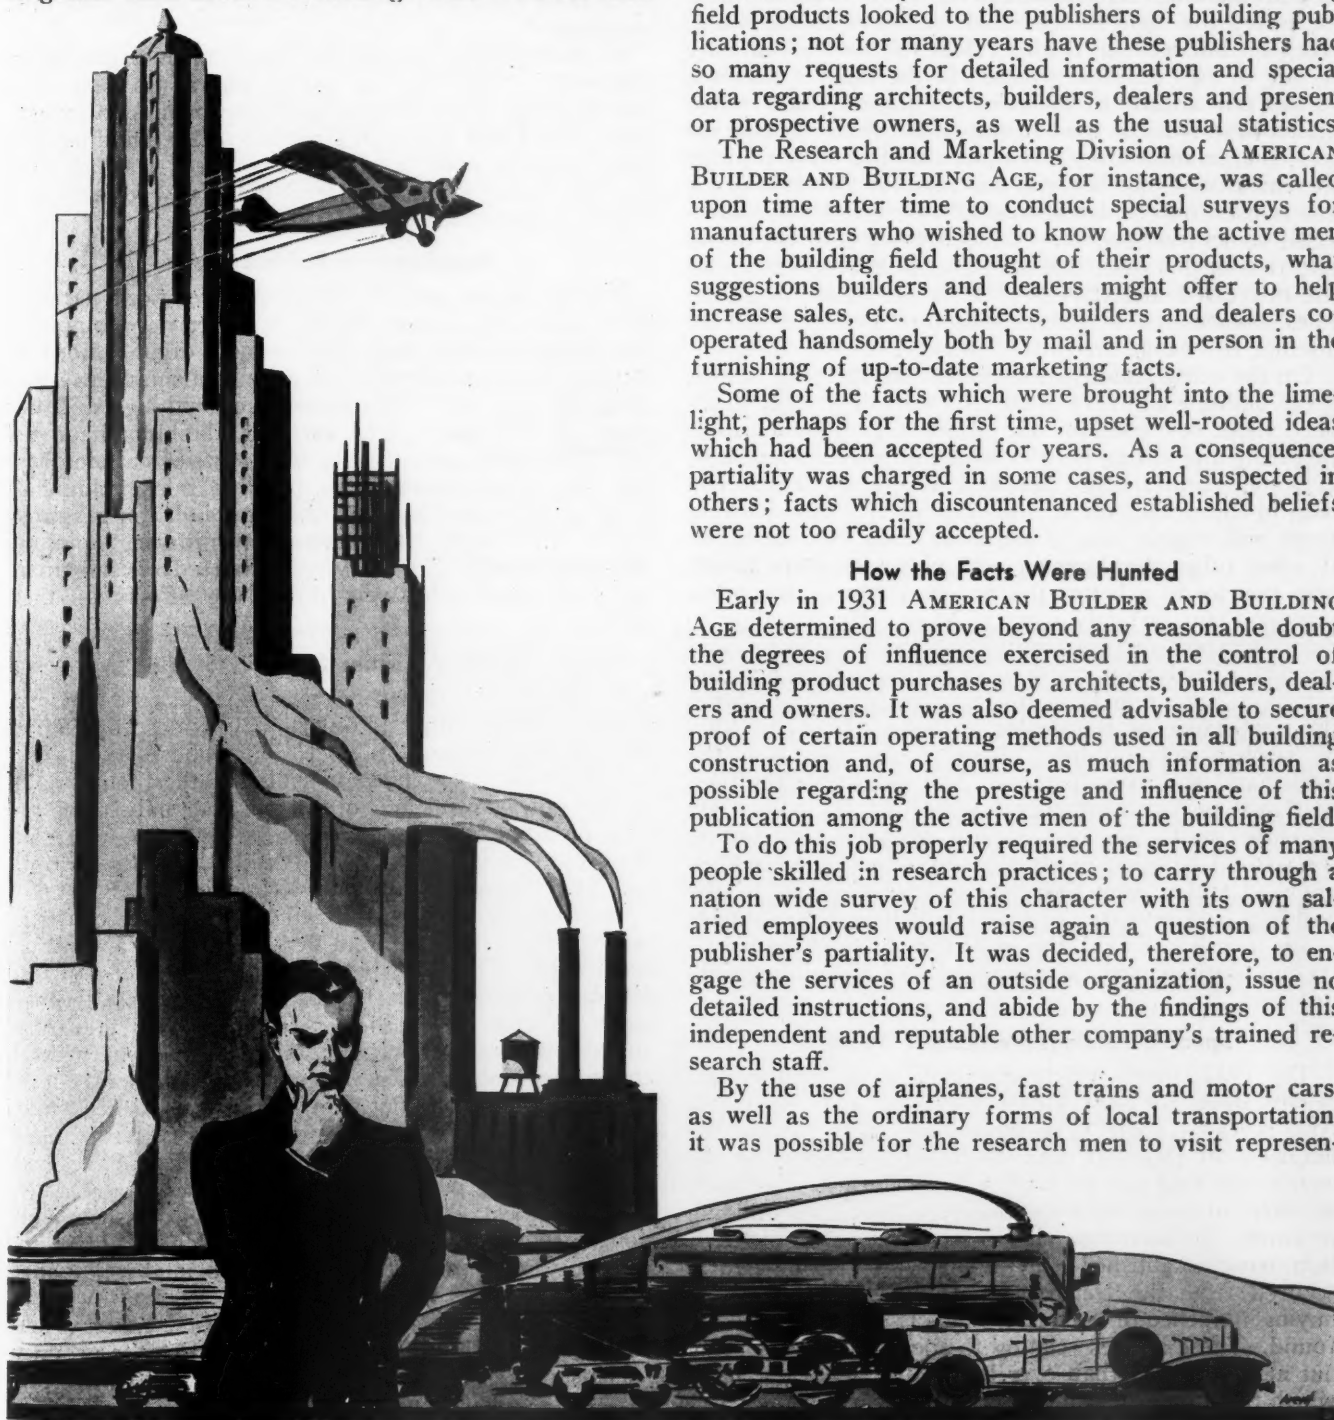 field products looked to the publishers of building pub
lications; not for many years have these publishers had
so many requests for detailed information and special
data regarding architects, builders, dealers and present
or prospective owners, as well as the usual statistics
The Research and Marketing Division of AMERICAN
BUILDER AND BUILDING AGE, for instance, was called
upon time after time to conduct special surveys for
manufacturers who wished to know how the active men
of the building field thought of their products, what
suggestions builders and dealers might offer to help
increase sales, etc. Architects, builders and dealers co
operated handsomely both by mail and in person in the
furnishing of up-to-date marketing facts.
Some of the facts which were brought into the lime
light, perhaps for the first time, upset well-rooted ideas
which had been accepted for years. As a consequence
partiality was charged in some cases, and suspected in
others; facts which discountenanced established beliefs
were not too readily accepted.
How the Facts Were Hunted
Early in 1931 AMERICAN BUILDER AND BUILDING
AGE determined to prove beyond any reasonable doubt
the degrees of influence exercised in the control of
building product purchases by architects, builders, deal-
ers and owners. It was also deemed advisable to secure
proof of certain operating methods used in all building
construction and, of course, as much information as
possible regarding the prestige and influence of this
publication among the active men of the building field
To do this job properly required the services of many
people skilled in research practices; to carry through a
nation wide survey of this character with its own sal-
aried employees would raise again a question of the
publisher's partiality. It was decided, therefore, to en-
gage the services of an outside organization, issue no
detailed instructions, and abide by the findings of this
independent and reputable other company's trained re-
search staff.
By the use of airplanes, fast trains and motor cars
as well as the ordinary forms of local transportation
it was possible for the research men to visit represen-